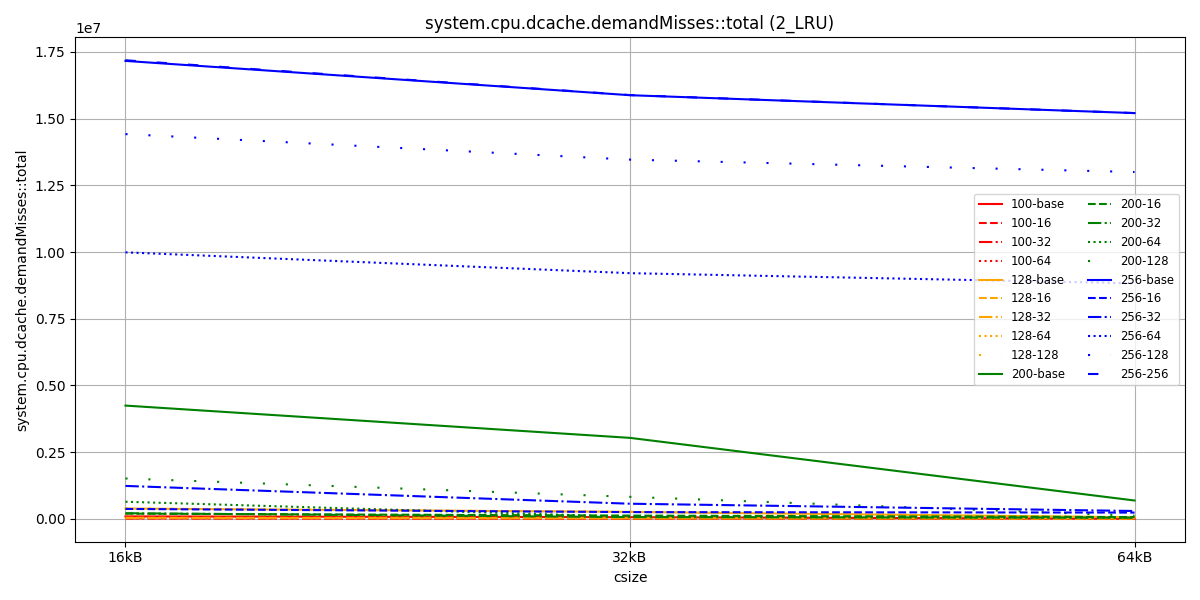 system.cpu.dcache.demandMisses::total (2_LRU)
1e7
1.75
1.50
1.25
1.00
0.75
0.50
0.25
0.00
system.cpu.dcache.demandMisses::total
100-base
100-16
100-32
100-64
128-base
128-16
128-32
128-64
128-128
200-base
200-16
200-32
200-64
200-128
256-base
256-16
256-32
256-64
256-128
256-256
16kB
32kB
64kB
csize